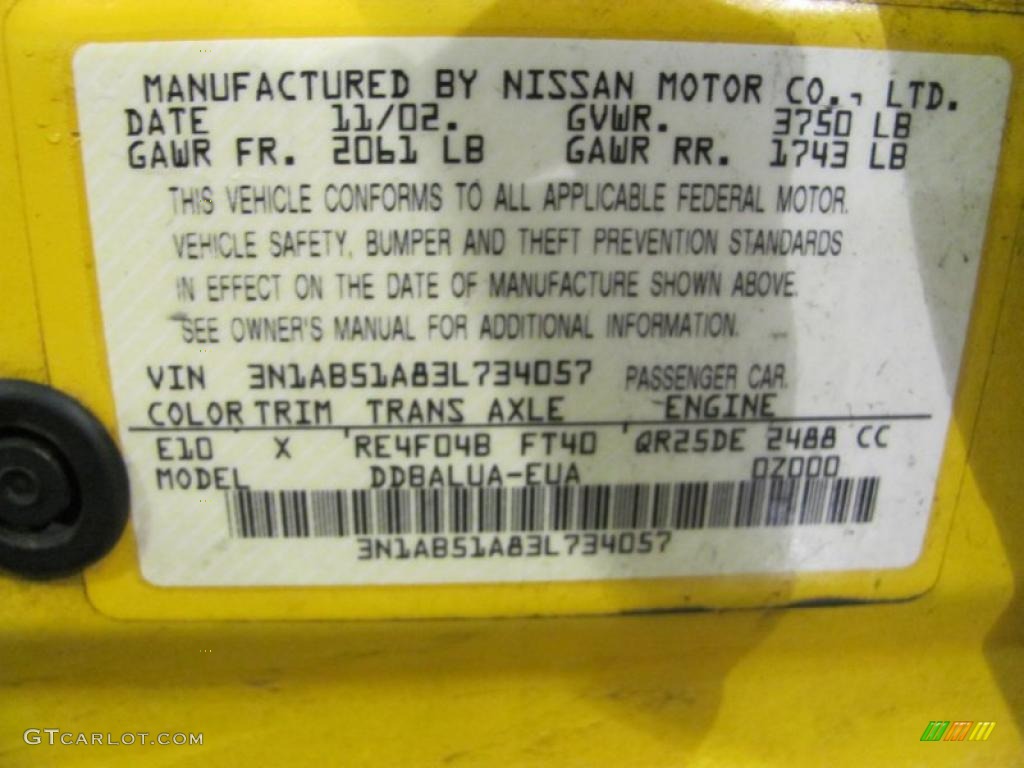 MANUFACTURED BY NISSAN MOTOR CO., LTD.
DATE 11/02. GVWR. 3750 LB
GAWR FR. 2061 LB GAWR RR. 1743 LB
THIS VEHICLE CONFORMS TO ALL APPLICABLE FEDERAL MOTOR.
VEHICLE SAFETY, BUMPER AND THEFT PREVENTION STANDARDS
IN EFFECT ON THE DATE OF MANUFACTURE SHOWN ABOVE.
SEE OWNER'S MANUAL FOR ADDITIONAL INFORMATION.
VIN 3N1AB51A83L734057 PASSENGER CAR.
COLOR TRIM TRANS AXLE ENGINE
E10 X RE4F04B FT40 QR25DE 2488 CC
MODEL DDBALUA-EUA 0Z000
3N1AB51A83L734057
GTCARLOT.COM